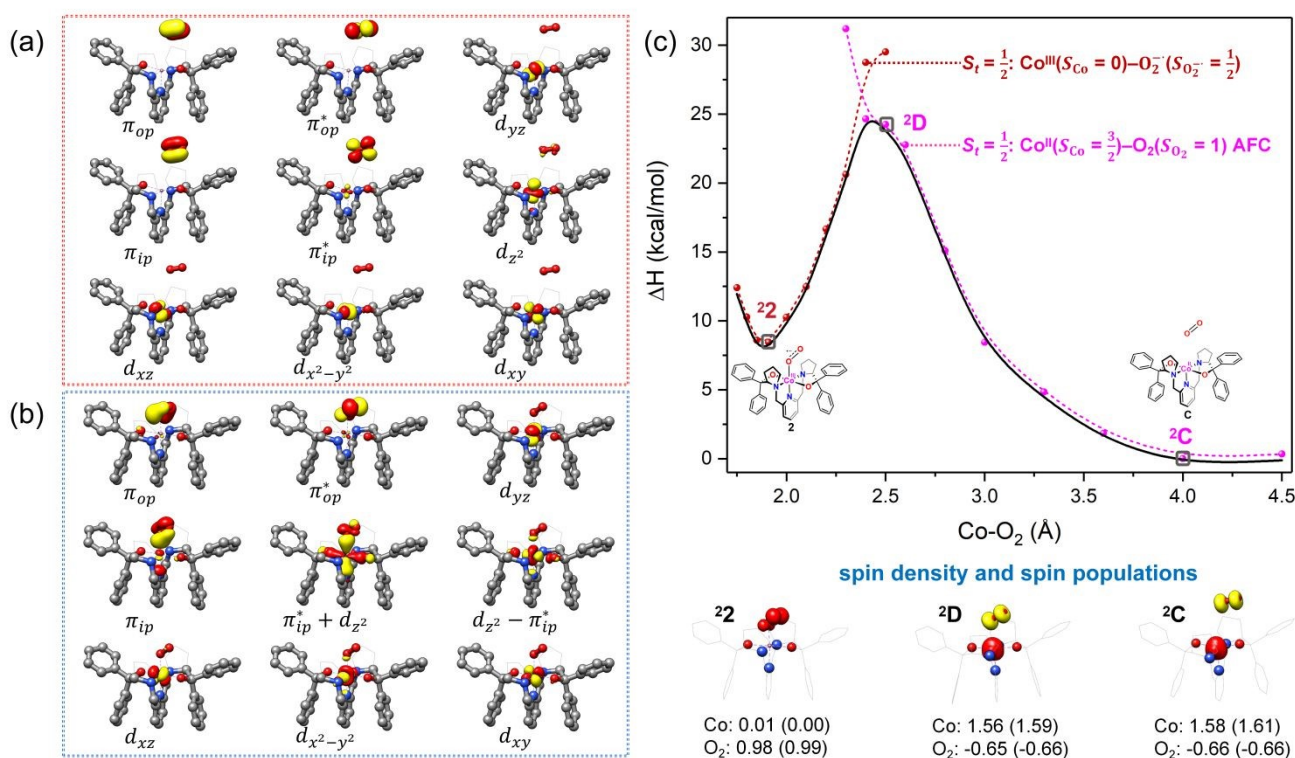 (a)
π_op
π*_op
d_yz
π_ip
π*_ip
d_z²
d_xz
d_x²−y²
d_xy
(b)
π_op
π*_op
d_yz
π_ip
π*_ip + d_z²
d_z² − π*_ip
d_xz
d_x²−y²
d_xy
(c)
ΔH (kcal/mol)
30
25
20
15
10
5
0
S_t = 1/2: Co^III(S_Co = 0)–O₂^−·(S_O₂^−· = 1/2)
²D
S_t = 1/2: Co^II(S_Co = 3/2)–O₂(S_O₂ = 1) AFC
²2
O
O
Co
N
N
N
O
O
2
O
O
Co
N
N
N
O
O
C
²C
2.0
2.5
3.0
3.5
4.0
4.5
Co-O₂ (Å)
spin density and spin populations
²2
²D
²C
Co: 0.01 (0.00)
O₂: 0.98 (0.99)
Co: 1.56 (1.59)
O₂: -0.65 (-0.66)
Co: 1.58 (1.61)
O₂: -0.66 (-0.66)